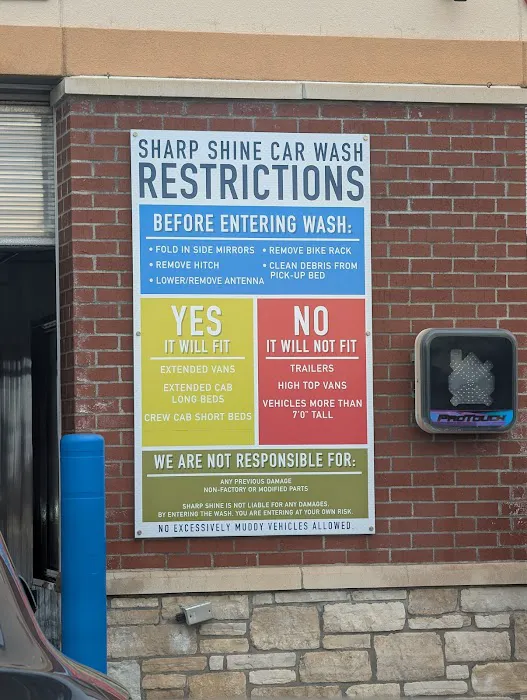 SHARP SHINE CAR WASH
RESTRICTIONS
BEFORE ENTERING WASH:
• FOLD IN SIDE MIRRORS
• REMOVE HITCH
• LOWER/REMOVE ANTENNA
• REMOVE BIKE RACK
• CLEAN DEBRIS FROM
PICK-UP BED
YES
IT WILL FIT
EXTENDED VANS
EXTENDED CAB
LONG BEDS
CREW CAB SHORT BEDS
NO
IT WILL NOT FIT
TRAILERS
HIGH TOP VANS
VEHICLES MORE THAN
7'0" TALL
WE ARE NOT RESPONSIBLE FOR:
ANY PREVIOUS DAMAGE
NON-FACTORY OR MODIFIED PARTS
SHARP SHINE IS NOT LIABLE FOR ANY DAMAGES.
BY ENTERING THE WASH, YOU ARE ENTERING AT YOUR OWN RISK.
NO EXCESSIVELY MUDDY VEHICLES ALLOWED.
PROTOUCH